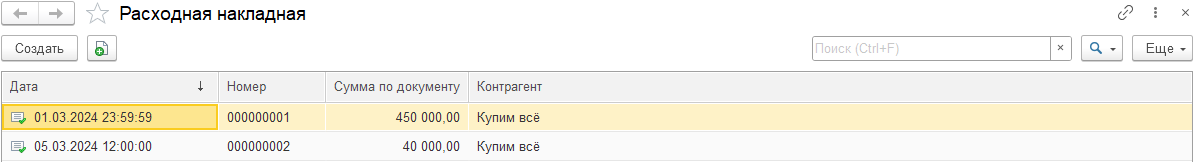 Расходная накладная
Создать Поиск (Ctrl+F) Еще
Дата Номер Сумма по документу Контрагент
01.03.2024 23:59:59 000000001 450 000,00 Купим всё
05.03.2024 12:00:00 000000002 40 000,00 Купим всё